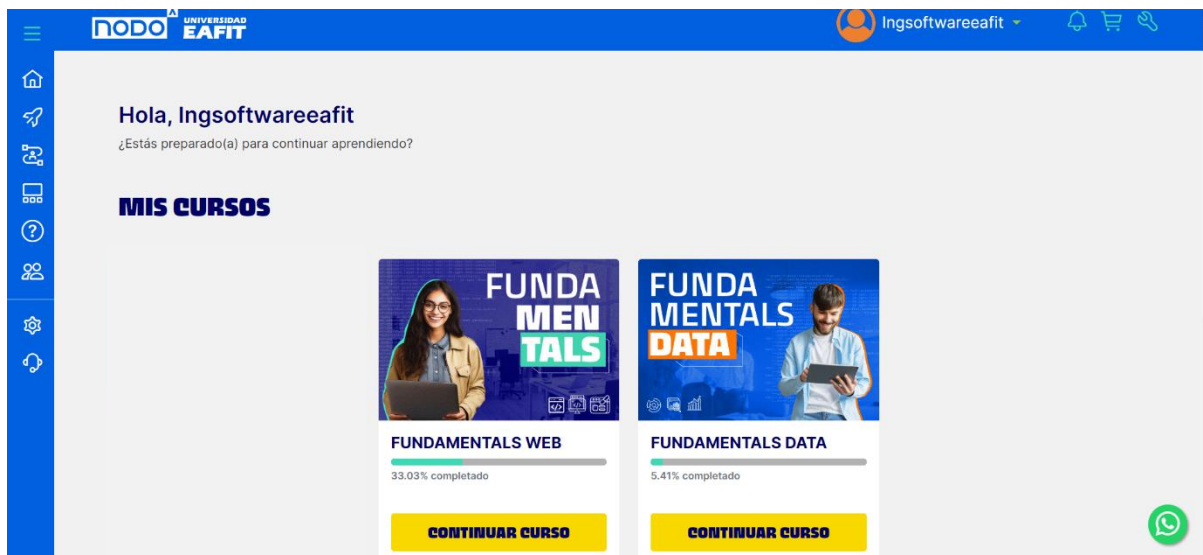 NODO
UNIVERSIDAD
EAFIT
Ingsoftwareeafit
Hola, Ingsoftwareeafit
¿Estás preparado(a) para continuar aprendiendo?
MIS CURSOS
FUNDA
MEN
TALS
FUNDAMENTALS WEB
33.03% completado
CONTINUAR CURSO
FUNDA
MENTALS
DATA
FUNDAMENTALS DATA
5.41% completado
CONTINUAR CURSO